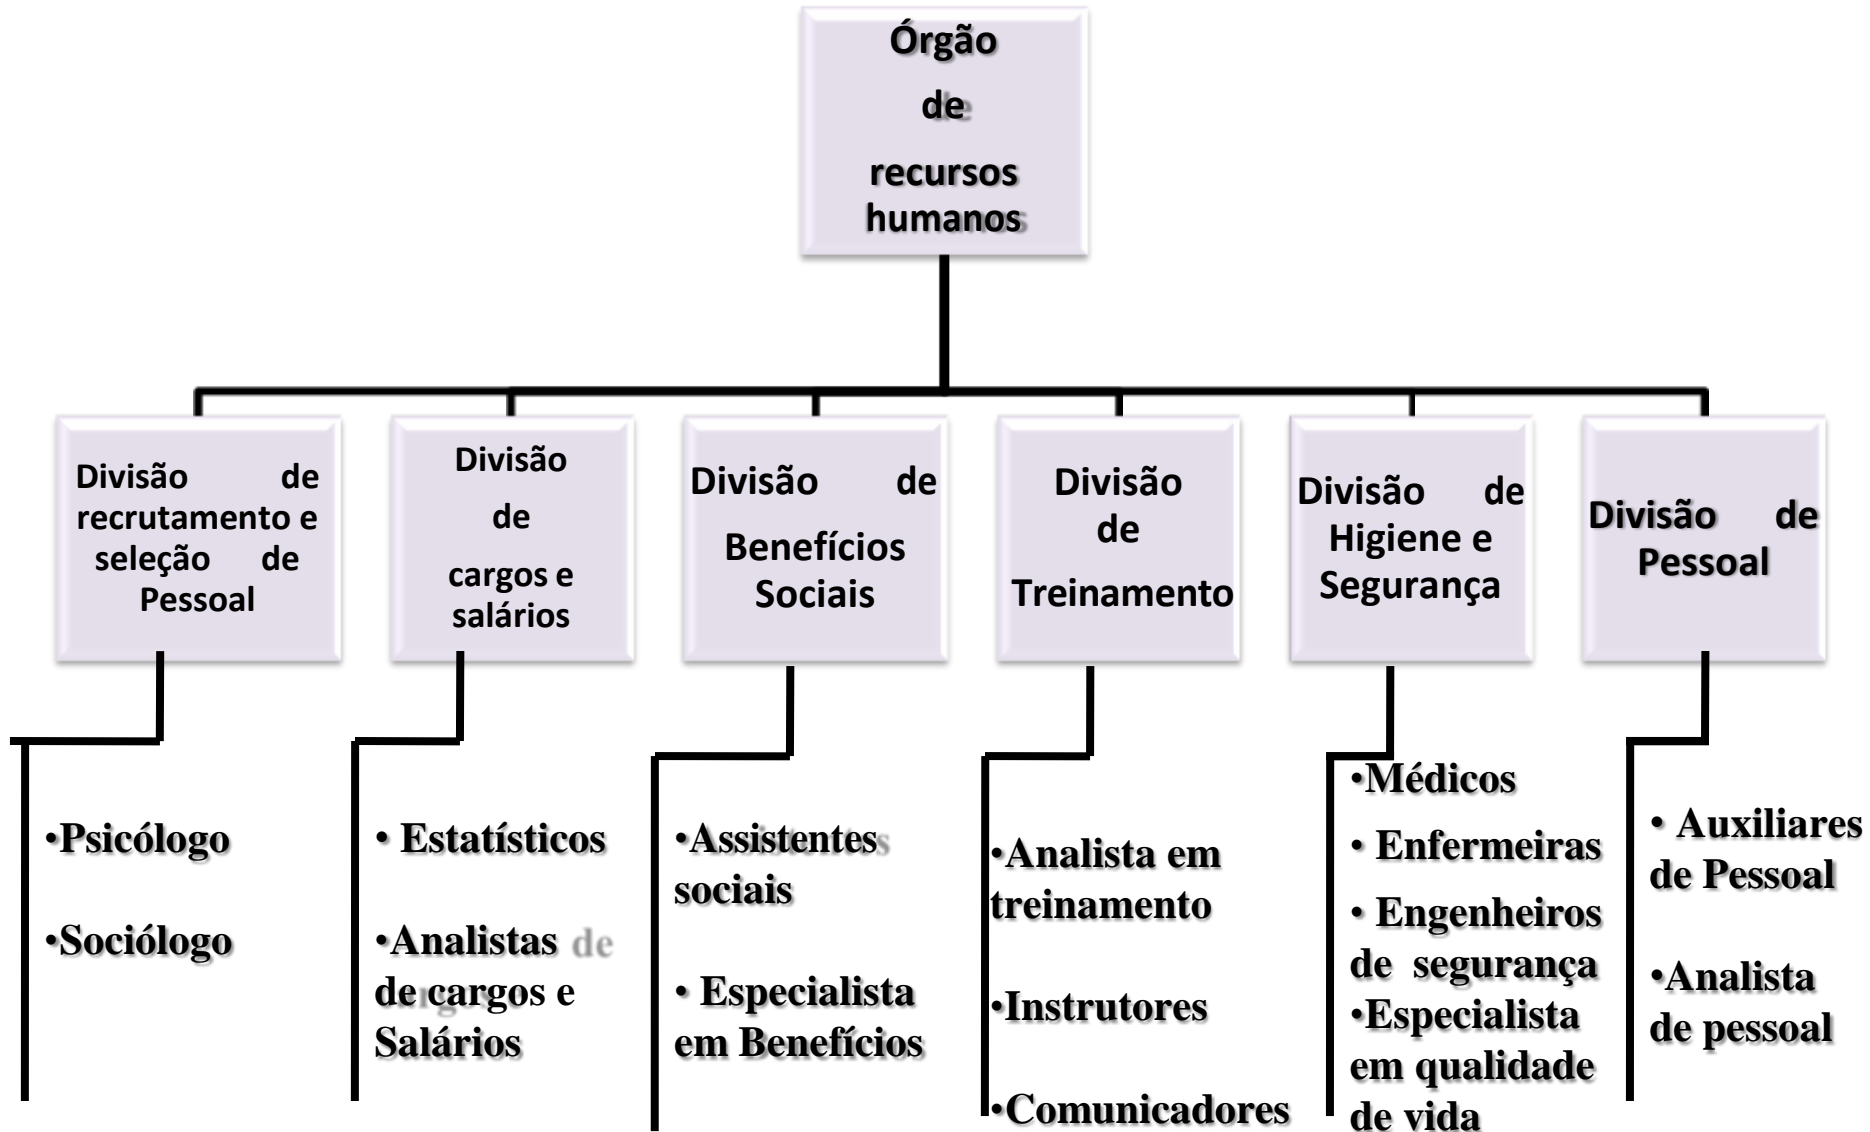 Órgão
de
recursos
humanos
Divisão de
recrutamento e
seleção de
Pessoal
Divisão
de
cargos e
salários
Divisão de
Benefícios
Sociais
Divisão
de
Treinamento
Divisão de
Higiene e
Segurança
Divisão de
Pessoal
•Psicólogo
•Sociólogo
• Estatísticos
•Analistas de
de cargos e
Salários
•Assistentes
sociais
• Especialista
em Benefícios
•Analista em
treinamento
•Instrutores
•Comunicadores
•Médicos
• Enfermeiras
• Engenheiros
de segurança
•Especialista
em qualidade
de vida
• Auxiliares
de Pessoal
•Analista
de pessoal